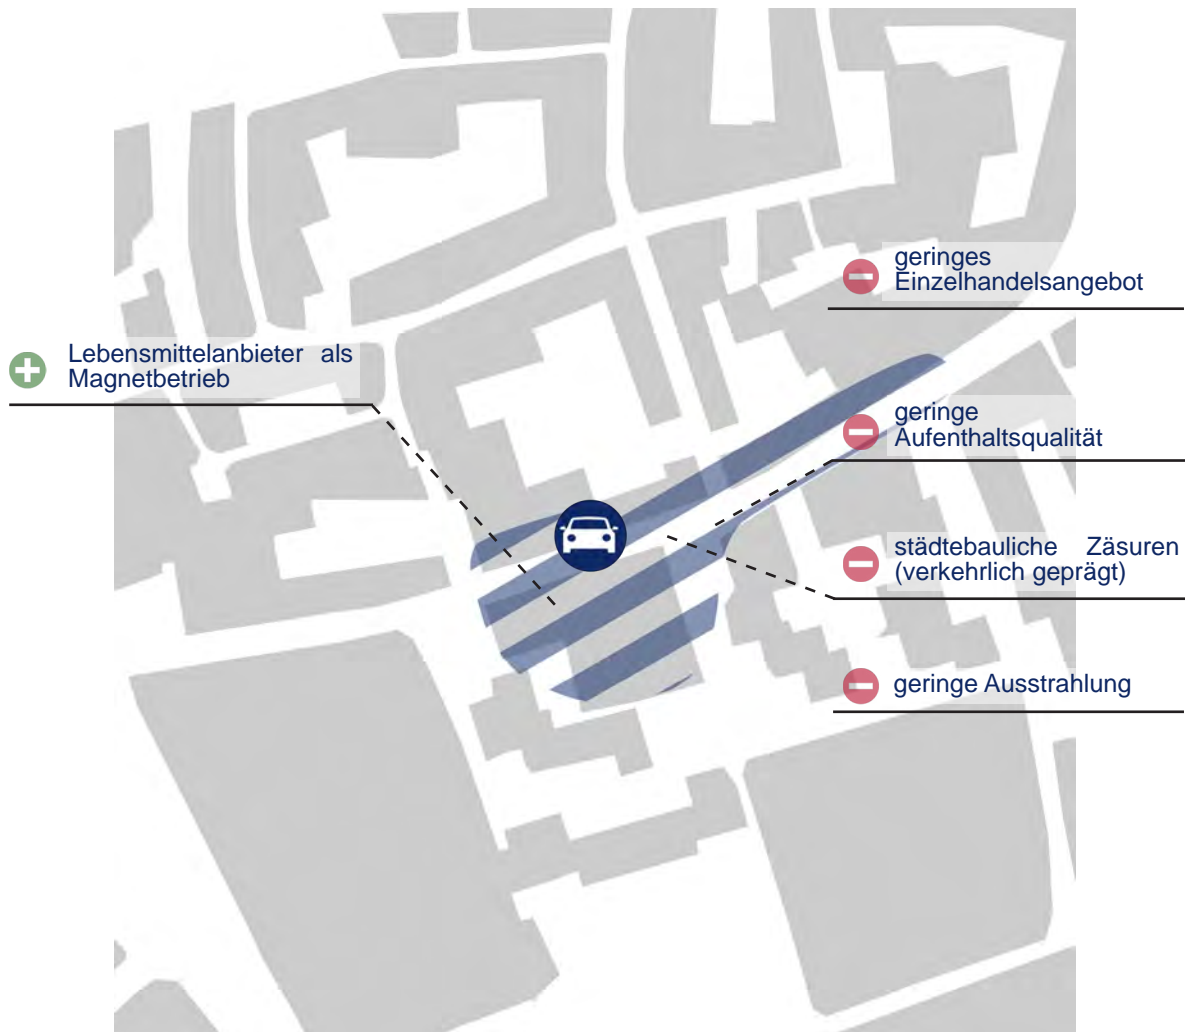 geringes
Einzelhandelsangebot
Lebensmittelanbieter als
Magnetbetrieb
geringe
Aufenthaltsqualität
städtebauliche Zäsuren
(verkehrlich geprägt)
geringe Ausstrahlung